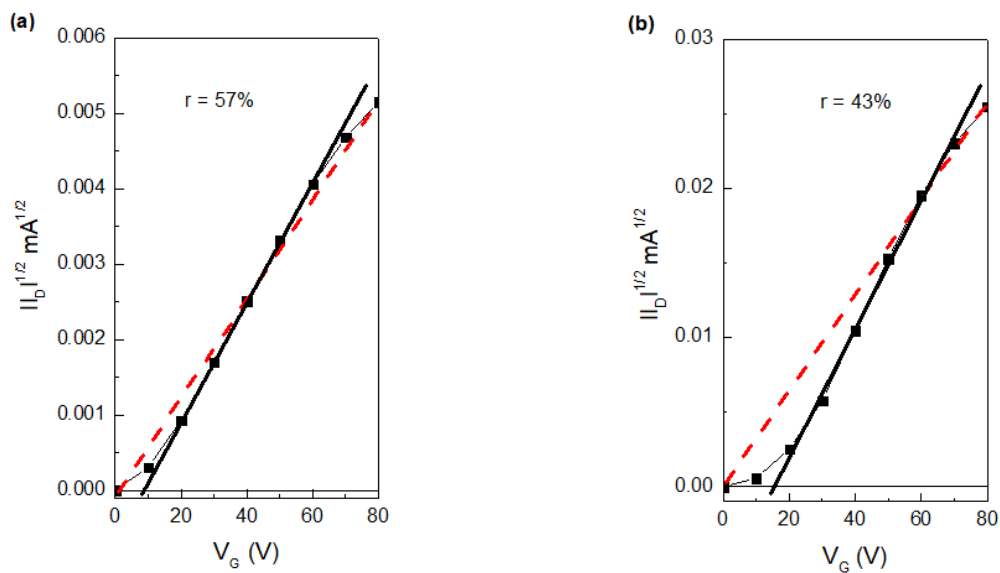 (a)
0.006
r = 57%
0.005
0.004
0.003
0.002
0.001
0.000
|I_D|^1/2 mA^1/2
0 20 40 60 80
V_G (V)
(b)
0.03
r = 43%
0.02
0.01
0.00
|I_D|^1/2 mA^1/2
0 20 40 60 80
V_G (V)